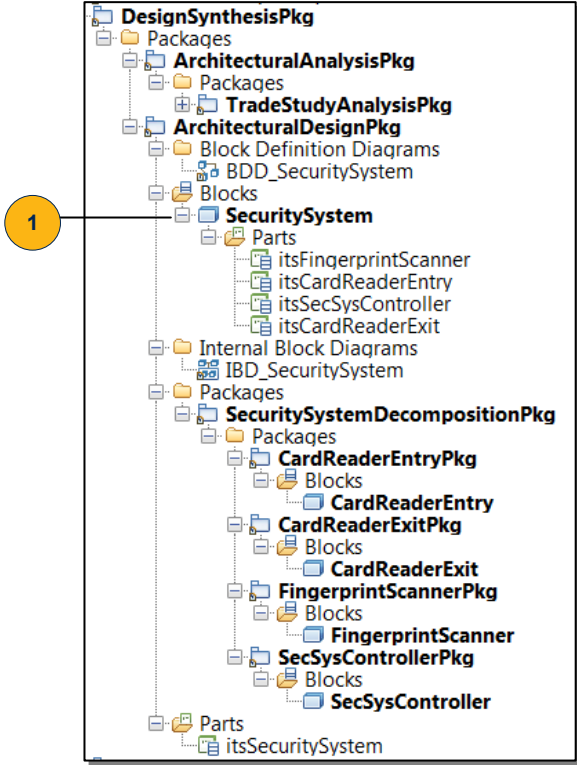 DesignSynthesisPkg
Packages
ArchitecturalAnalysisPkg
Packages
TradeStudyAnalysisPkg
ArchitecturalDesignPkg
Block Definition Diagrams
BDD_SecuritySystem
Blocks
1 SecuritySystem
Parts
itsFingerprintScanner
itsCardReaderEntry
itsSecSysController
itsCardReaderExit
Internal Block Diagrams
IBD_SecuritySystem
Packages
SecuritySystemDecompositionPkg
Packages
CardReaderEntryPkg
Blocks
CardReaderEntry
CardReaderExitPkg
Blocks
CardReaderExit
FingerprintScannerPkg
Blocks
FingerprintScanner
SecSysControllerPkg
Blocks
SecSysController
Parts
itsSecuritySystem